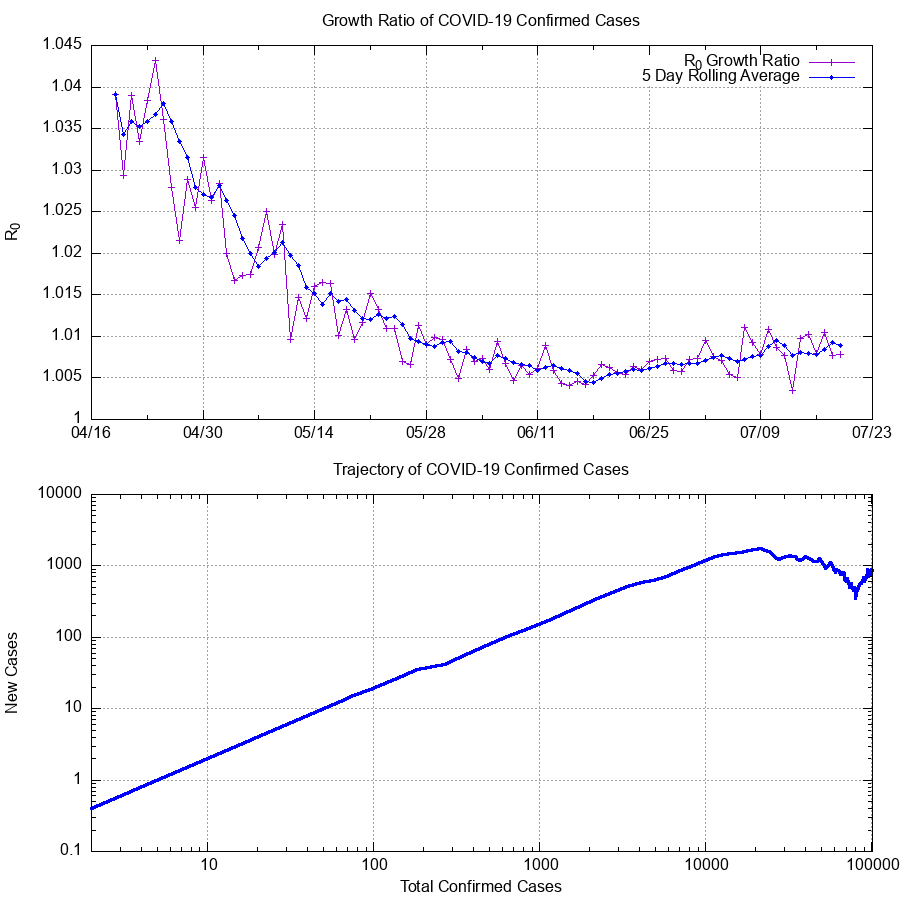 Growth Ratio of COVID-19 Confirmed Cases
1.045
1.04
1.035
1.03
1.025
1.02
1.015
1.01
1.005
1
R0
R0 Growth Ratio
5 Day Rolling Average
04/16 04/30 05/14 05/28 06/11 06/25 07/09 07/23
Trajectory of COVID-19 Confirmed Cases
10000
1000
100
10
1
0.1
New Cases
10 100 1000 10000 100000
Total Confirmed Cases